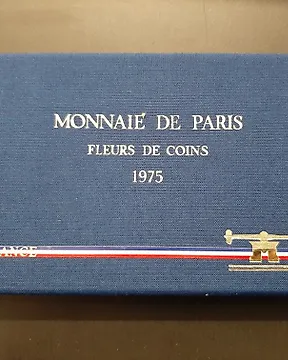 MONNAIE DE PARIS
FLEURS DE COINS
1975
ANCE